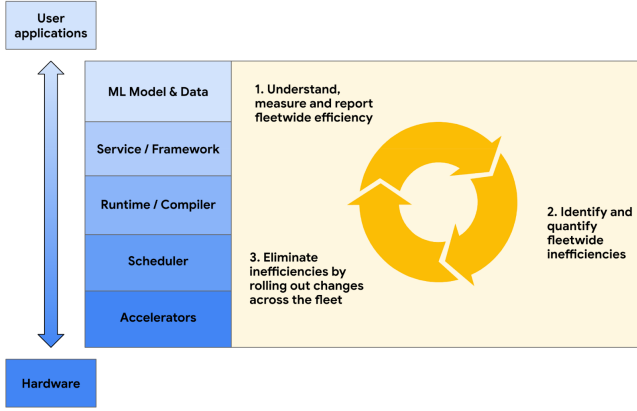 User
applications
ML Model & Data
Service / Framework
Runtime / Compiler
Scheduler
Accelerators
Hardware
1. Understand,
measure and report
fleetwide efficiency
2. Identify and
quantify
fleetwide
inefficiencies
3. Eliminate
inefficiencies by
rolling out changes
across the fleet